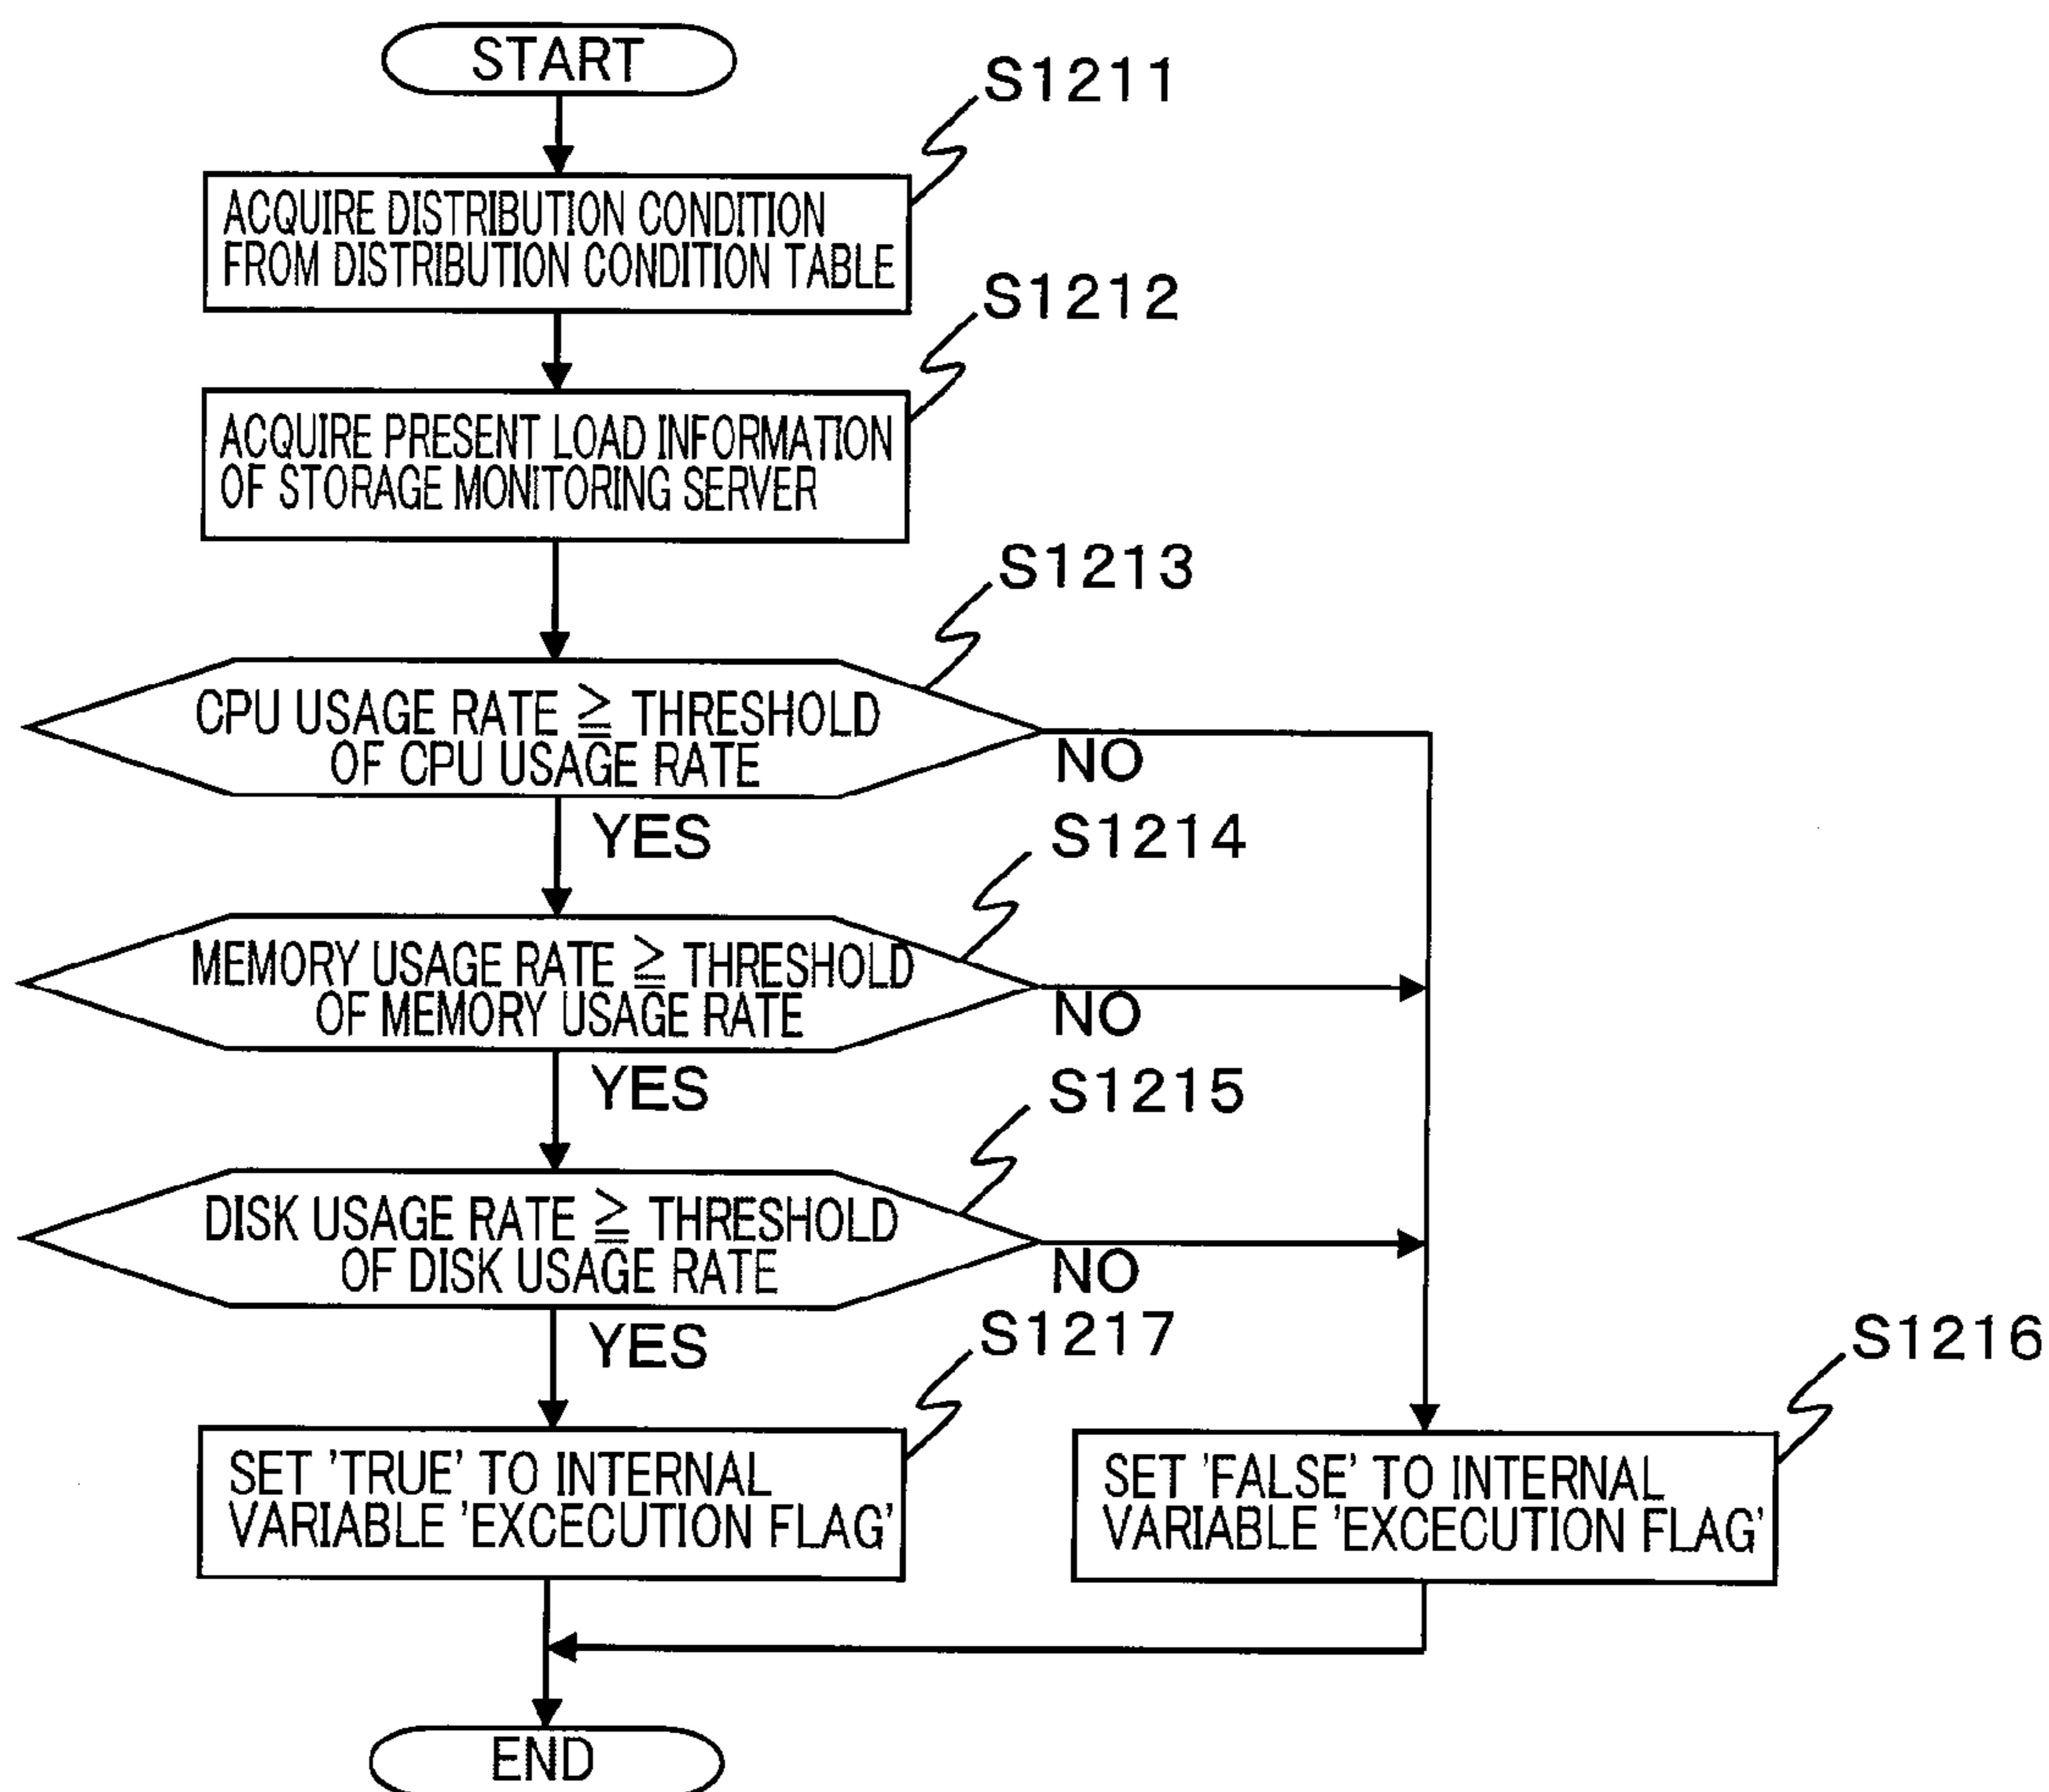 START
S1211
ACQUIRE DISTRIBUTION CONDITION
FROM DISTRIBUTION CONDITION TABLE
S1212
ACQUIRE PRESENT LOAD INFORMATION
OF STORAGE MONITORING SERVER
S1213
CPU USAGE RATE ≧ THRESHOLD
OF CPU USAGE RATE
NO
YES
S1214
MEMORY USAGE RATE ≧ THRESHOLD
OF MEMORY USAGE RATE
NO
YES
S1215
DISK USAGE RATE ≧ THRESHOLD
OF DISK USAGE RATE
NO
YES
S1217
SET 'TRUE' TO INTERNAL
VARIABLE 'EXCECUTION FLAG'
S1216
SET 'FALSE' TO INTERNAL
VARIABLE 'EXCECUTION FLAG'
END